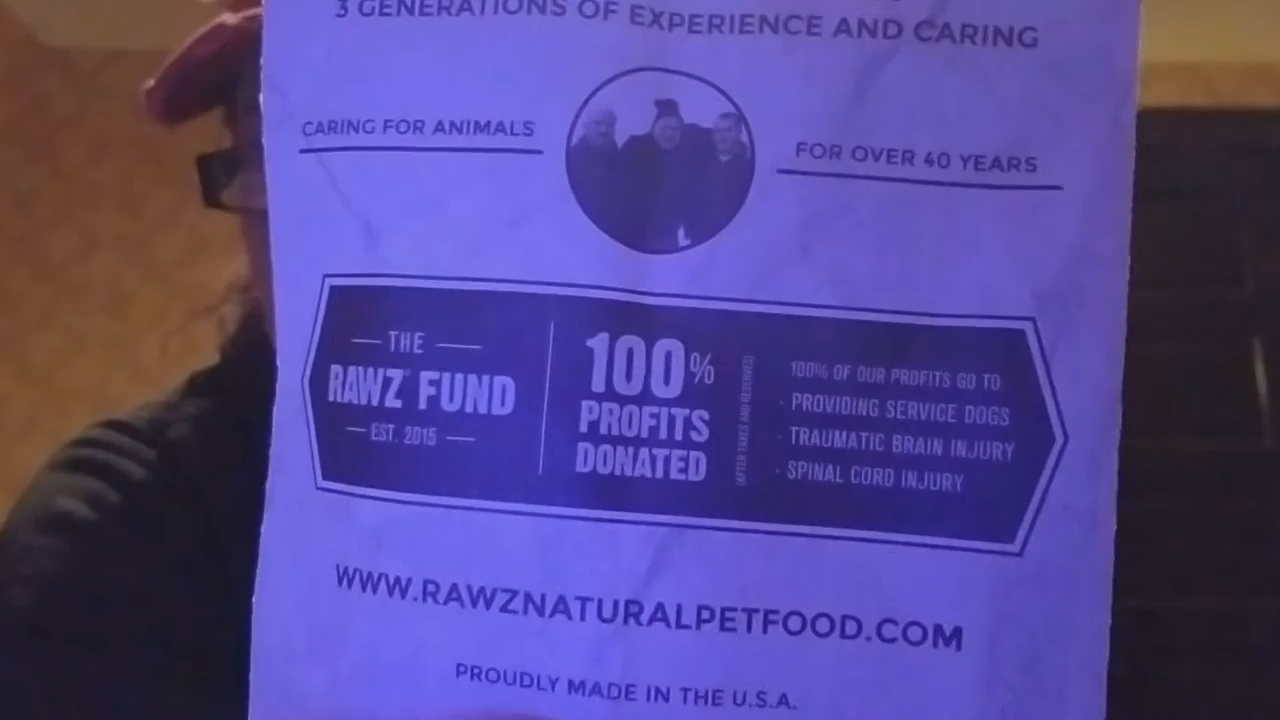 3 GENERATIONS OF EXPERIENCE AND CARING
CARING FOR ANIMALS
FOR OVER 40 YEARS
THE
RAWZ FUND
EST. 2015
100%
PROFITS
DONATED
(AFTER TAXES AND RESERVES)
100% OF OUR PROFITS GO TO
· PROVIDING SERVICE DOGS
· TRAUMATIC BRAIN INJURY
· SPINAL CORD INJURY
WWW.RAWZNATURALPETFOOD.COM
PROUDLY MADE IN THE U.S.A.